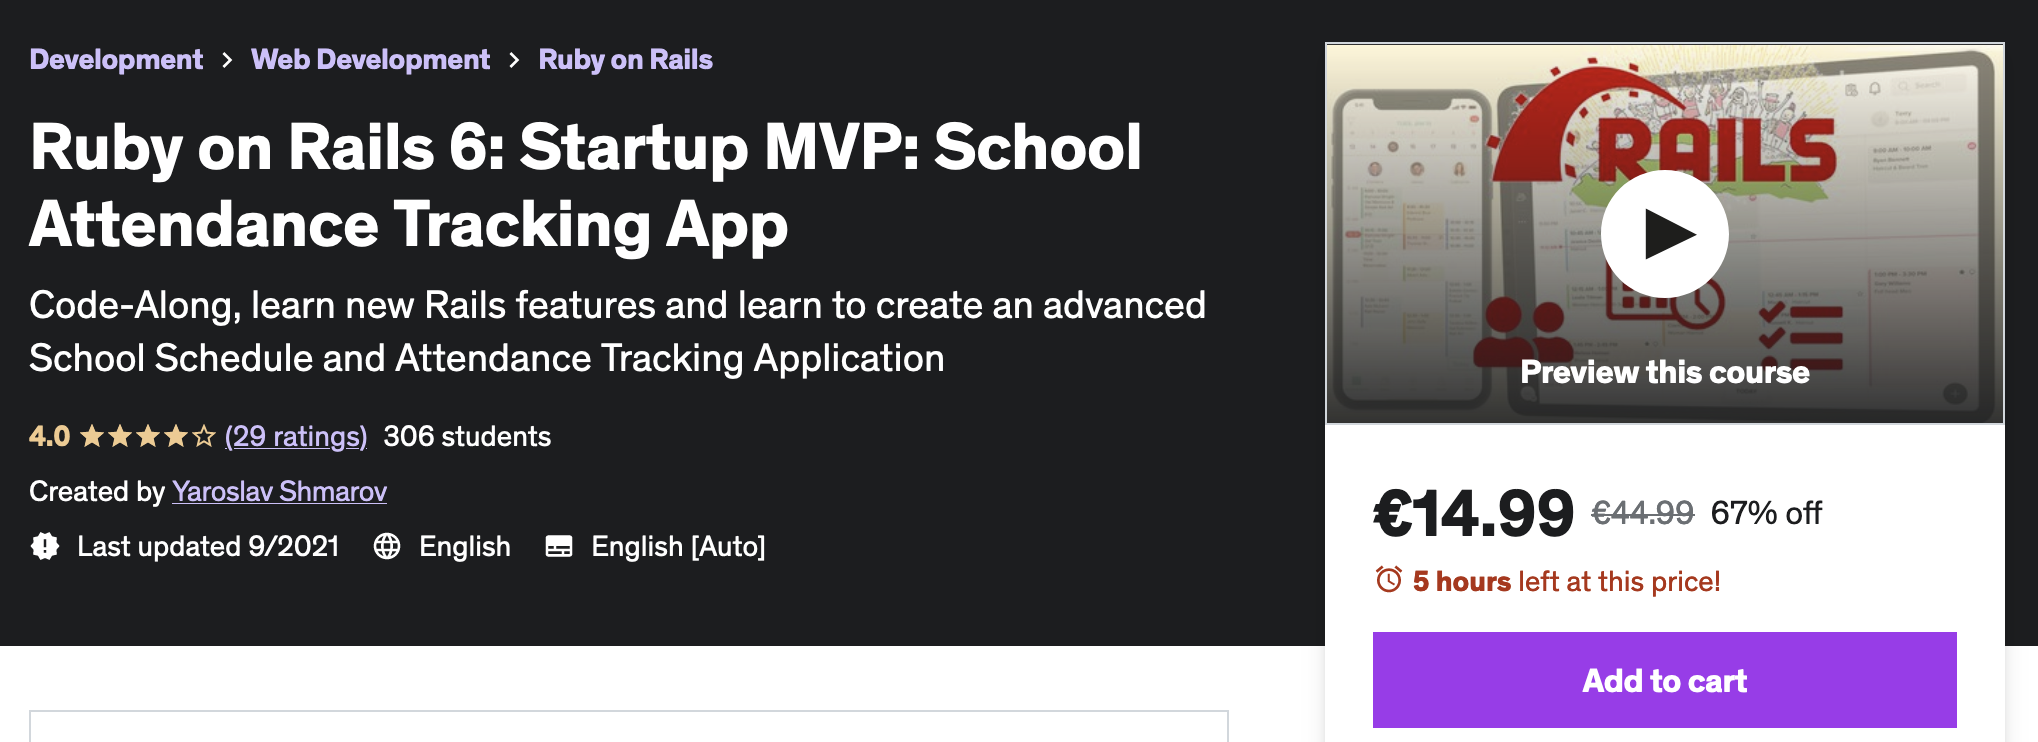 Development > Web Development > Ruby on Rails
Ruby on Rails 6: Startup MVP: School
Attendance Tracking App
Code-Along, learn new Rails features and learn to create an advanced
School Schedule and Attendance Tracking Application
4.0 (29 ratings) 306 students
Created by Yaroslav Shmarov
Last updated 9/2021 English English [Auto]
RAILS
Preview this course
€14.99 €44.99 67% off
5 hours left at this price!
Add to cart